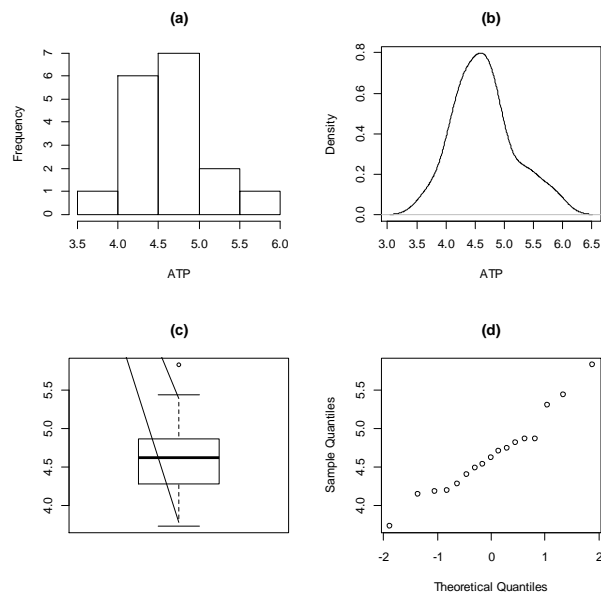 (a)
Frequency
7
6
5
4
3
2
1
0
3.5 4.0 4.5 5.0 5.5 6.0
ATP
(b)
Density
0.8
0.6
0.4
0.2
0.0
3.0 3.5 4.0 4.5 5.0 5.5 6.0 6.5
ATP
(c)
5.5
5.0
4.5
4.0
(d)
Sample Quantiles
5.5
5.0
4.5
4.0
-2 -1 0 1 2
Theoretical Quantiles